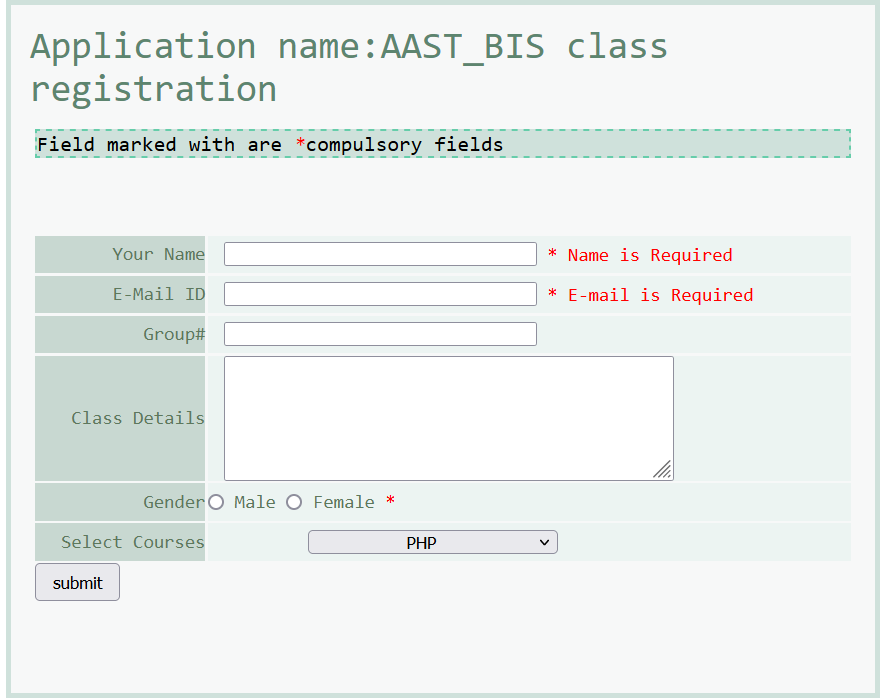 Application name:AAST_BIS class
registration
Field marked with are *compulsory fields
Your Name * Name is Required
E-Mail ID * E-mail is Required
Group#
Class Details
Gender Male Female *
Select Courses PHP
submit